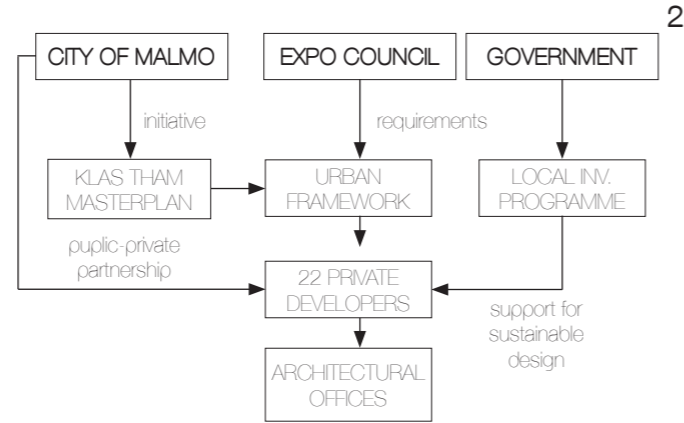 2
CITY OF MALMO
EXPO COUNCIL
GOVERNMENT
initiative
requirements
KLAS THAM
MASTERPLAN
URBAN
FRAMEWORK
LOCAL INV.
PROGRAMME
puplic-private
partnership
22 PRIVATE
DEVELOPERS
support for
sustainable
design
ARCHITECTURAL
OFFICES